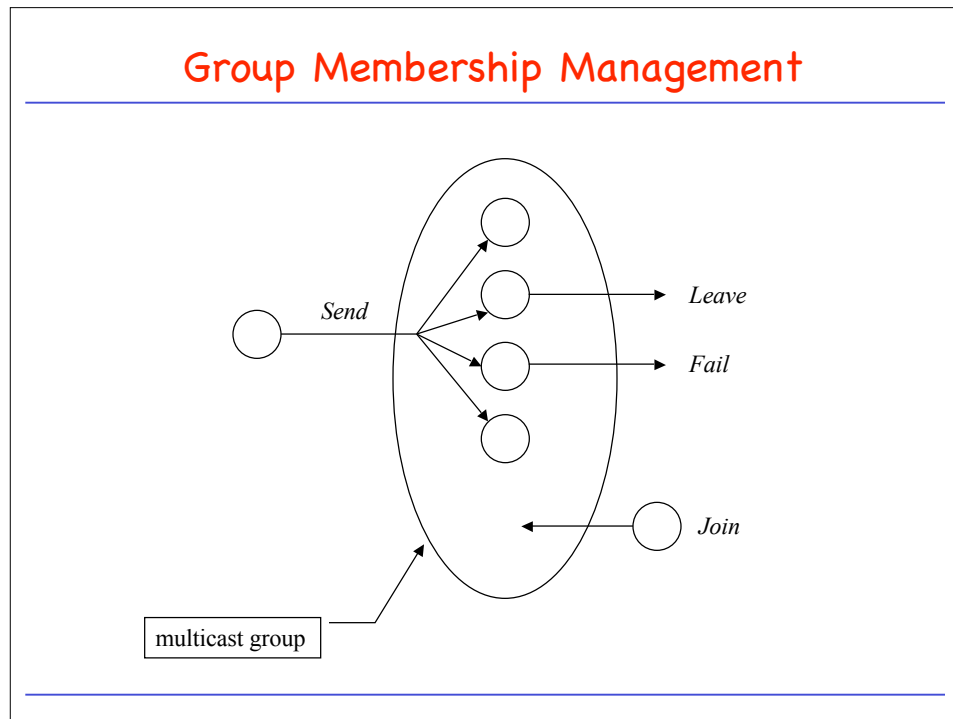 Group Membership Management
Send
Leave
Fail
Join
multicast group